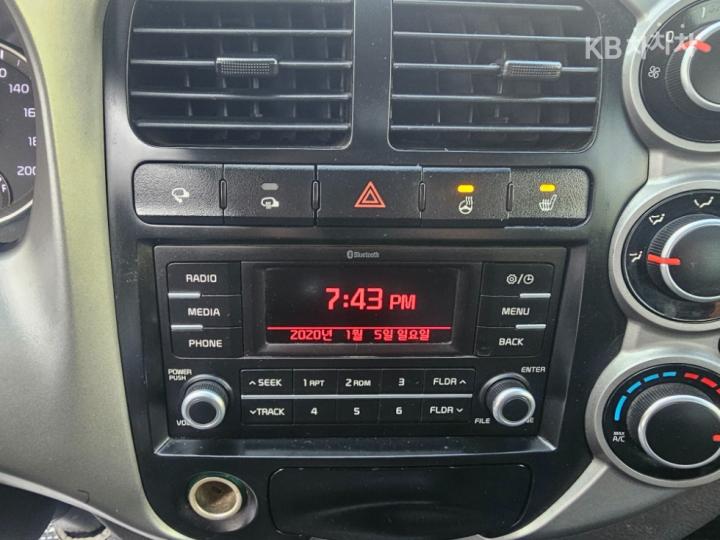 KB차차차
140
200
Bluetooth
RADIO
MEDIA
PHONE
7:43 PM
2020년 1월 5일 일요일
MENU
BACK
POWER
PUSH
ENTER
SEEK 1 RPT 2 RDM 3 FLDR
TRACK 4 5 6 FLDR
FILE
MAX
A/C